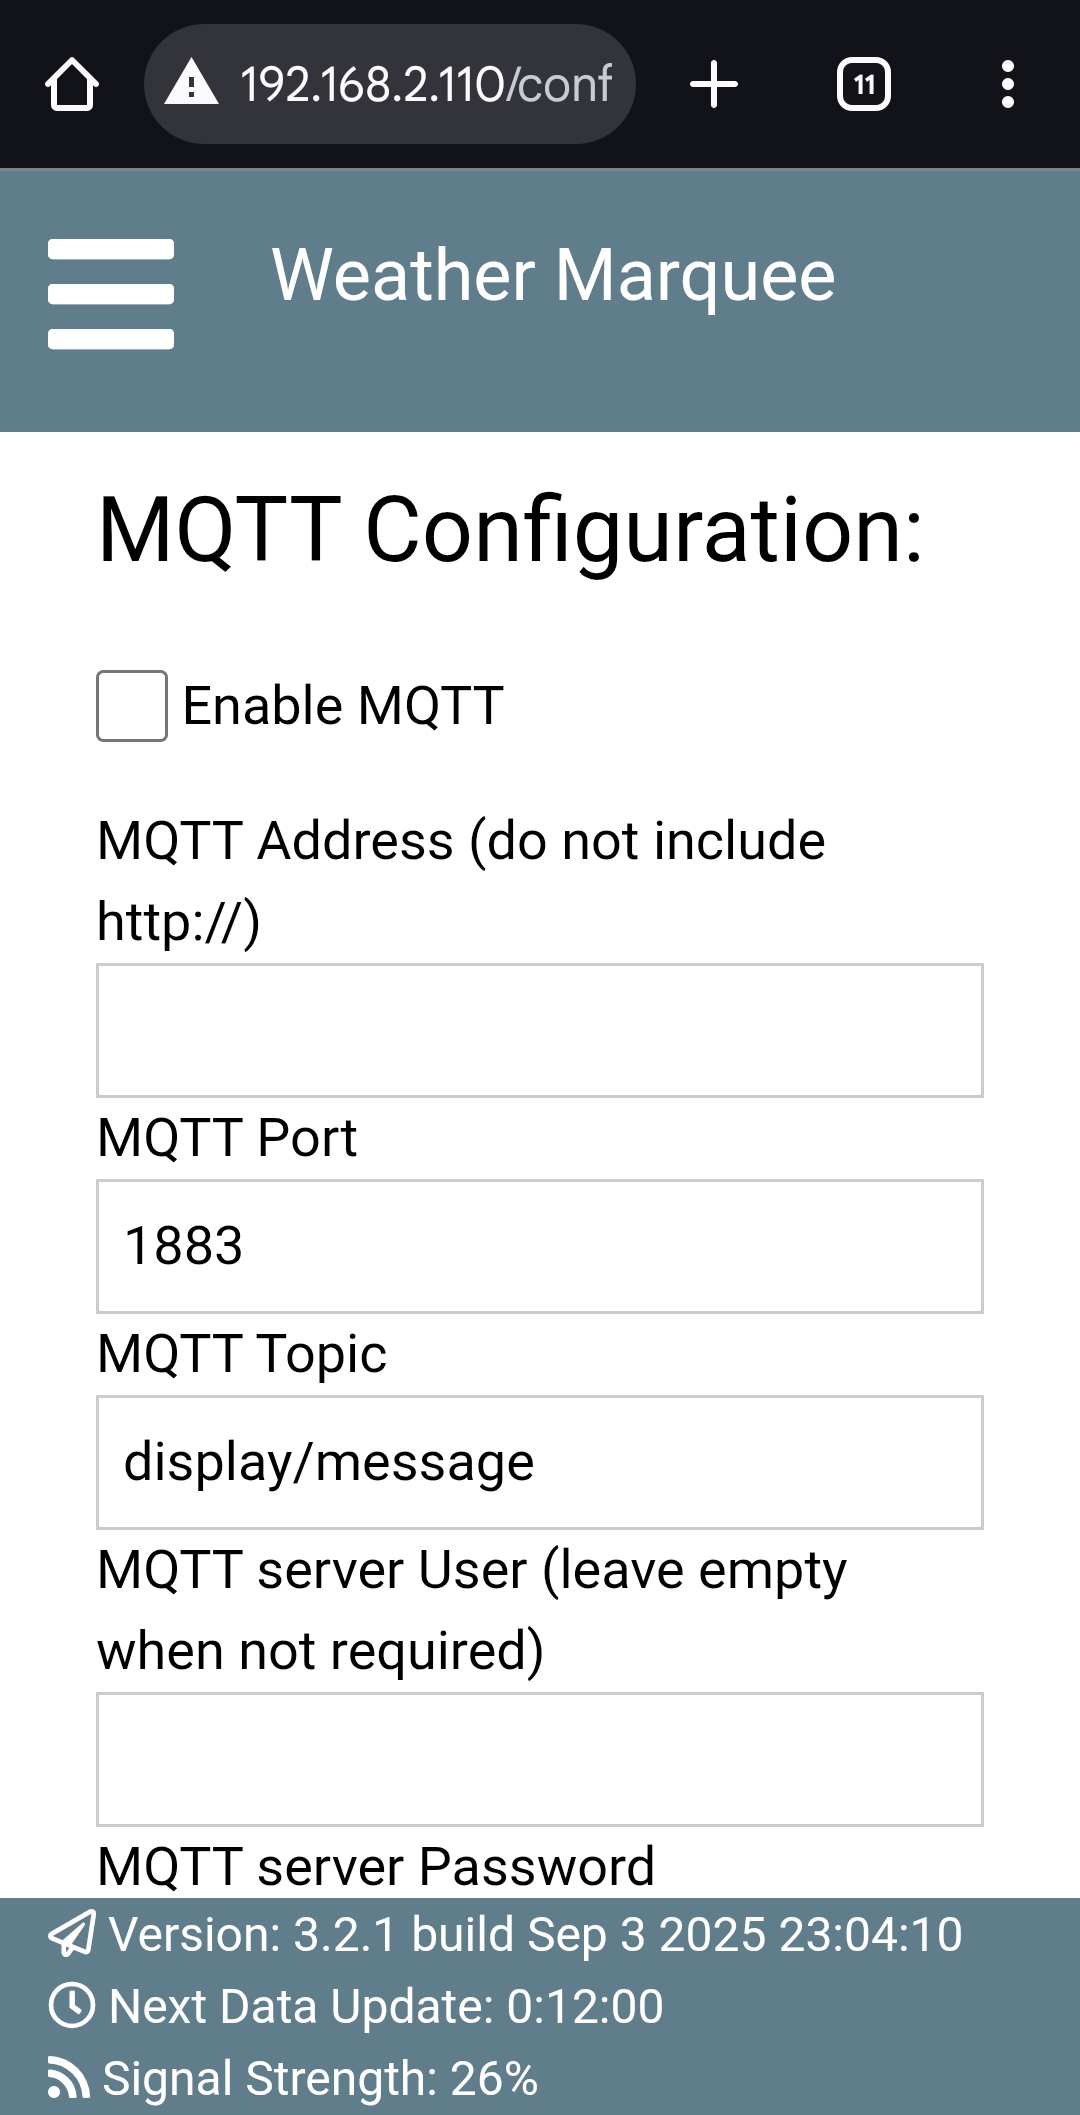 192.168.2.110/conf
11
Weather Marquee
MQTT Configuration:
Enable MQTT
MQTT Address (do not include
http://)
MQTT Port
1883
MQTT Topic
display/message
MQTT server User (leave empty
when not required)
MQTT server Password
Version: 3.2.1 build Sep 3 2025 23:04:10
Next Data Update: 0:12:00
Signal Strength: 26%